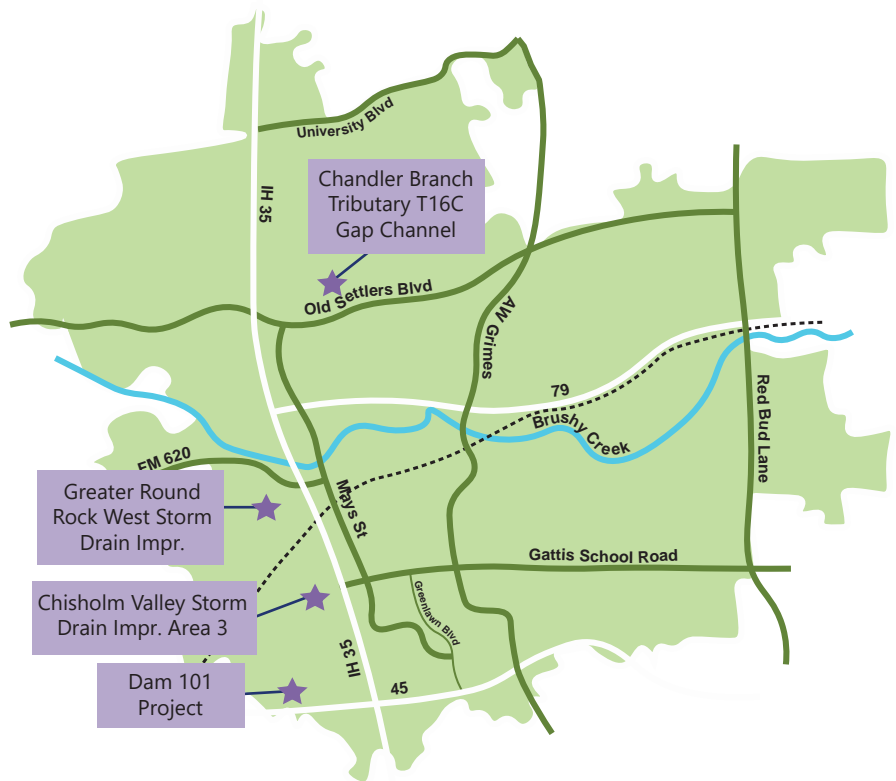 University Blvd
IH 35
Chandler Branch
Tributary T16C
Gap Channel
Old Settlers Blvd
AW Grimes
79
Brushy Creek
Red Bud Lane
FM 620
Greater Round
Rock West Storm
Drain Impr.
Mays St
Gattis School Road
Greenlawn Blvd
Chisholm Valley Storm
Drain Impr. Area 3
IH 35
45
Dam 101
Project